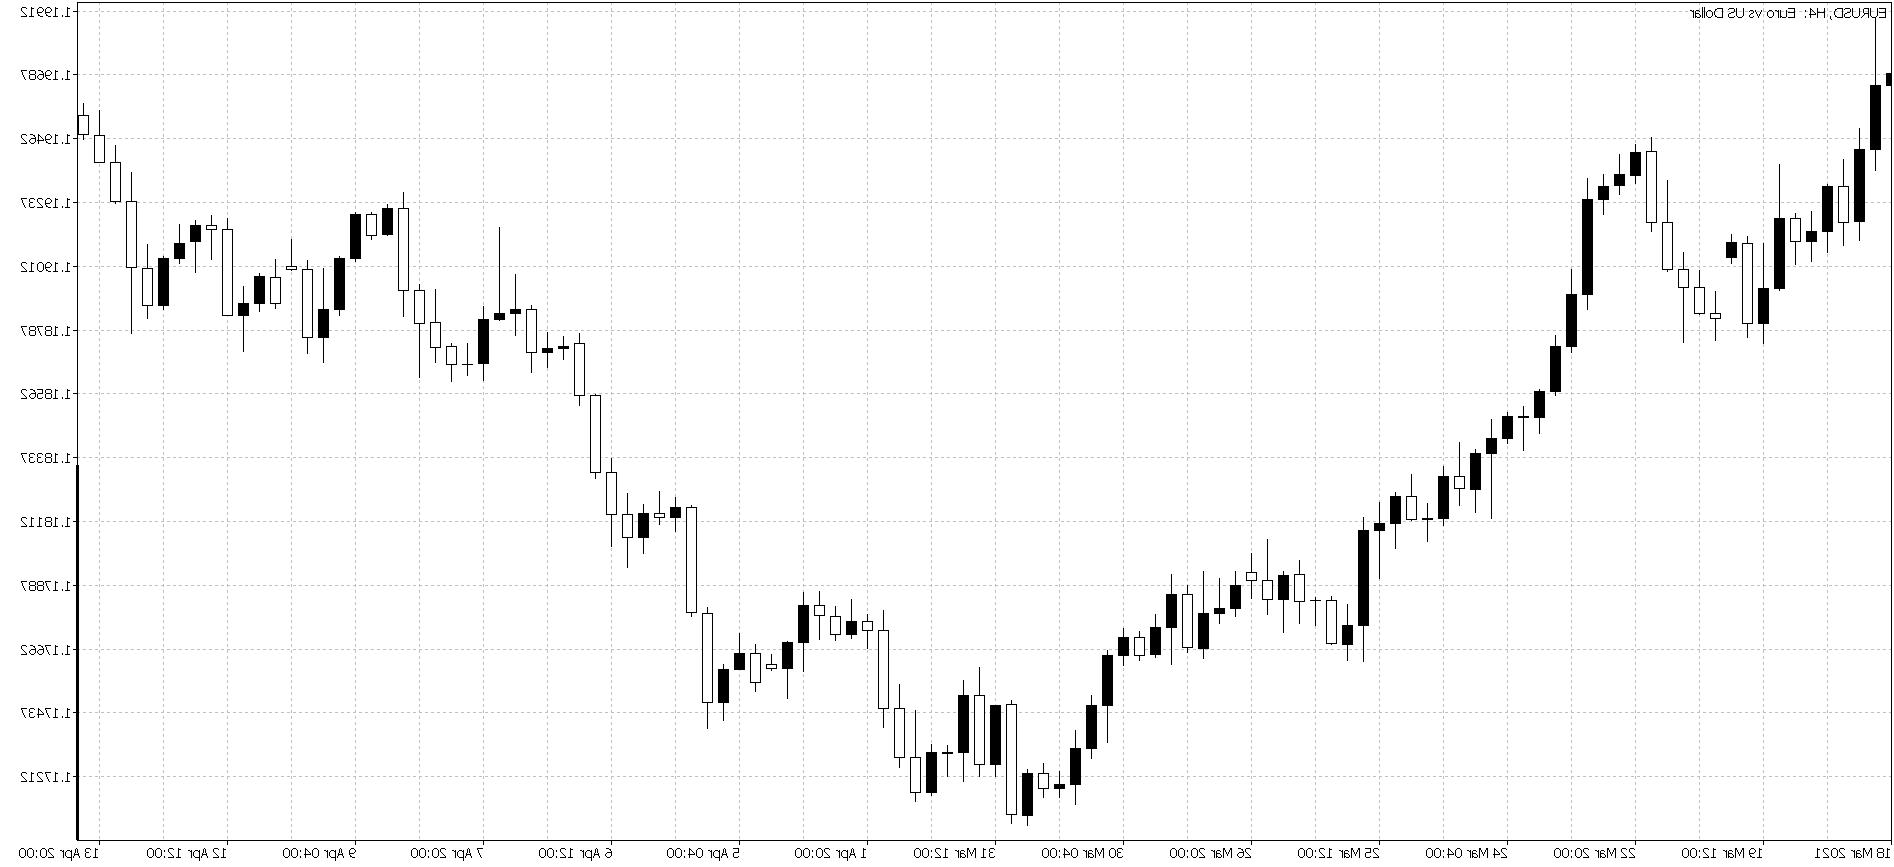 EURUSD, H4: Euro vs US Dollar
1.19912
1.19687
1.19462
1.19237
1.19012
1.18787
1.18562
1.18337
1.18112
1.17887
1.17662
1.17437
1.17212
18 Mar 2021
19 Mar 12:00
22 Mar 20:00
24 Mar 04:00
25 Mar 12:00
26 Mar 20:00
30 Mar 04:00
31 Mar 12:00
1 Apr 20:00
5 Apr 04:00
6 Apr 12:00
7 Apr 20:00
9 Apr 04:00
12 Apr 12:00
13 Apr 20:00